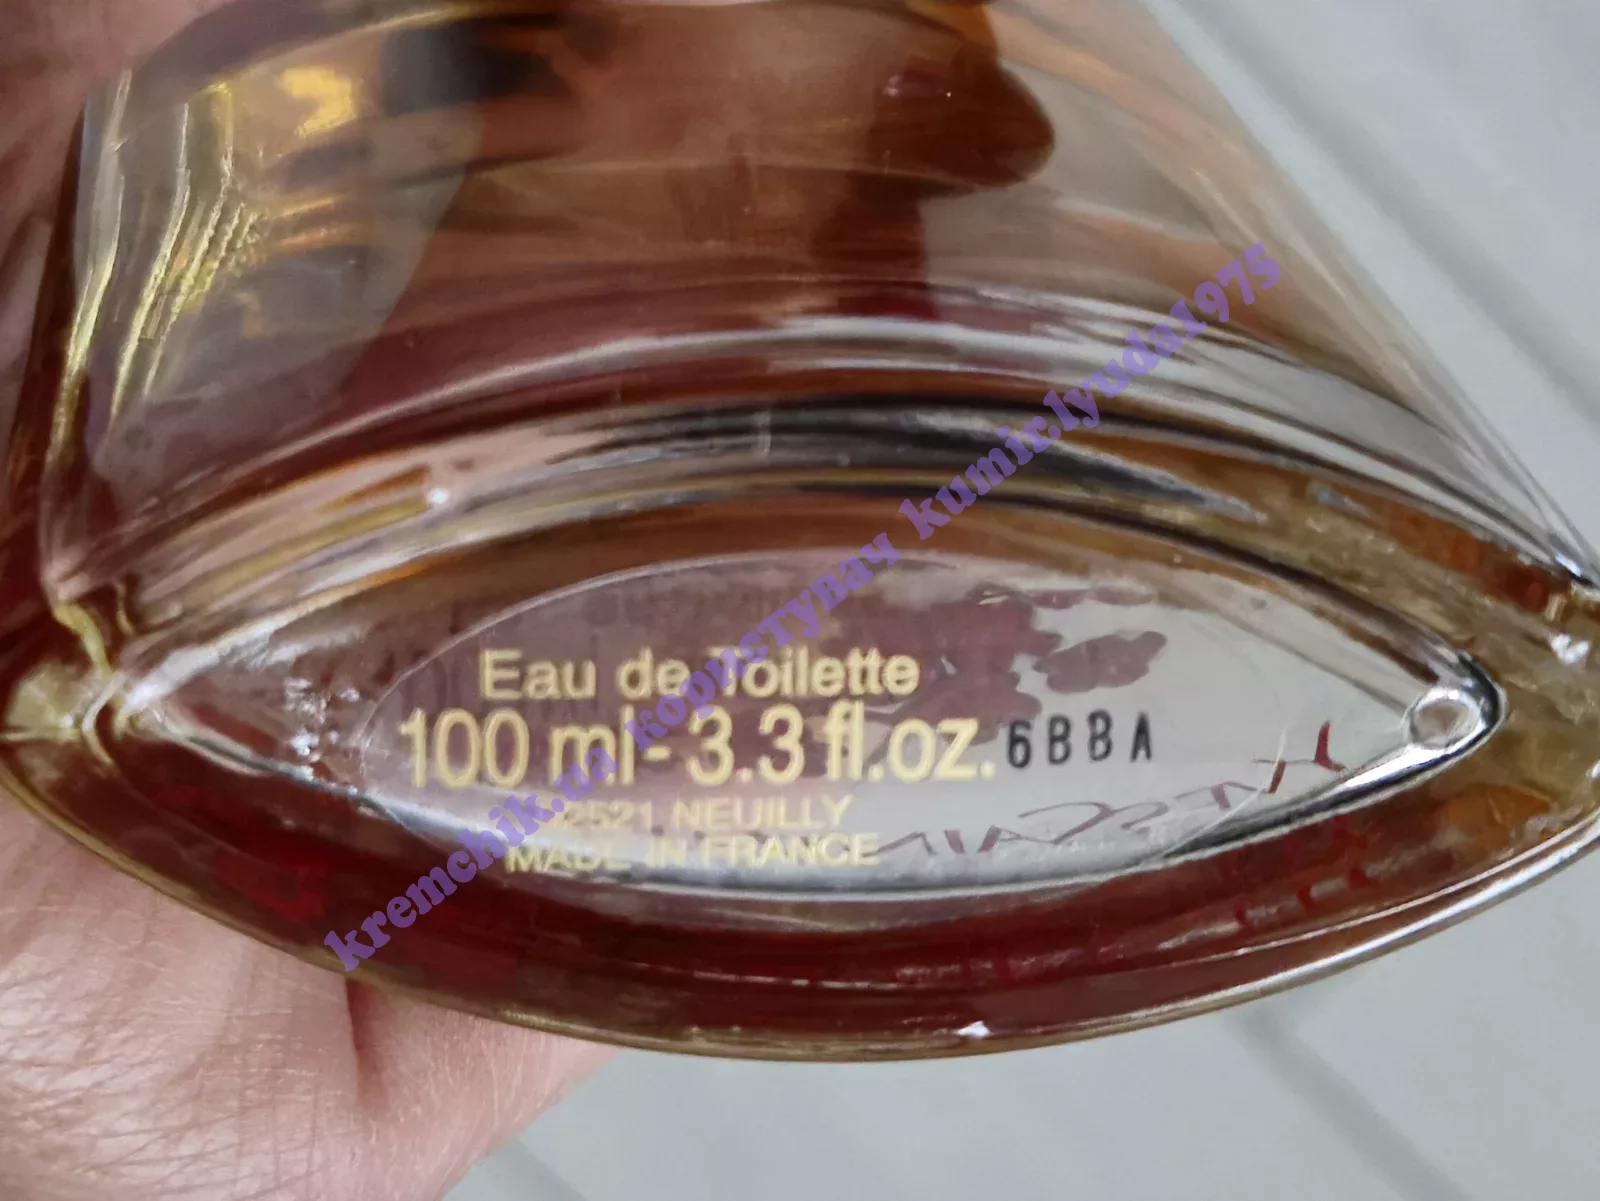 Eau de Toilette
100 ml - 3.3 fl.oz. 6BBA
92521 NEUILLY
MADE IN FRANCE
kremchik.ua користувач kumir.lyuda1975